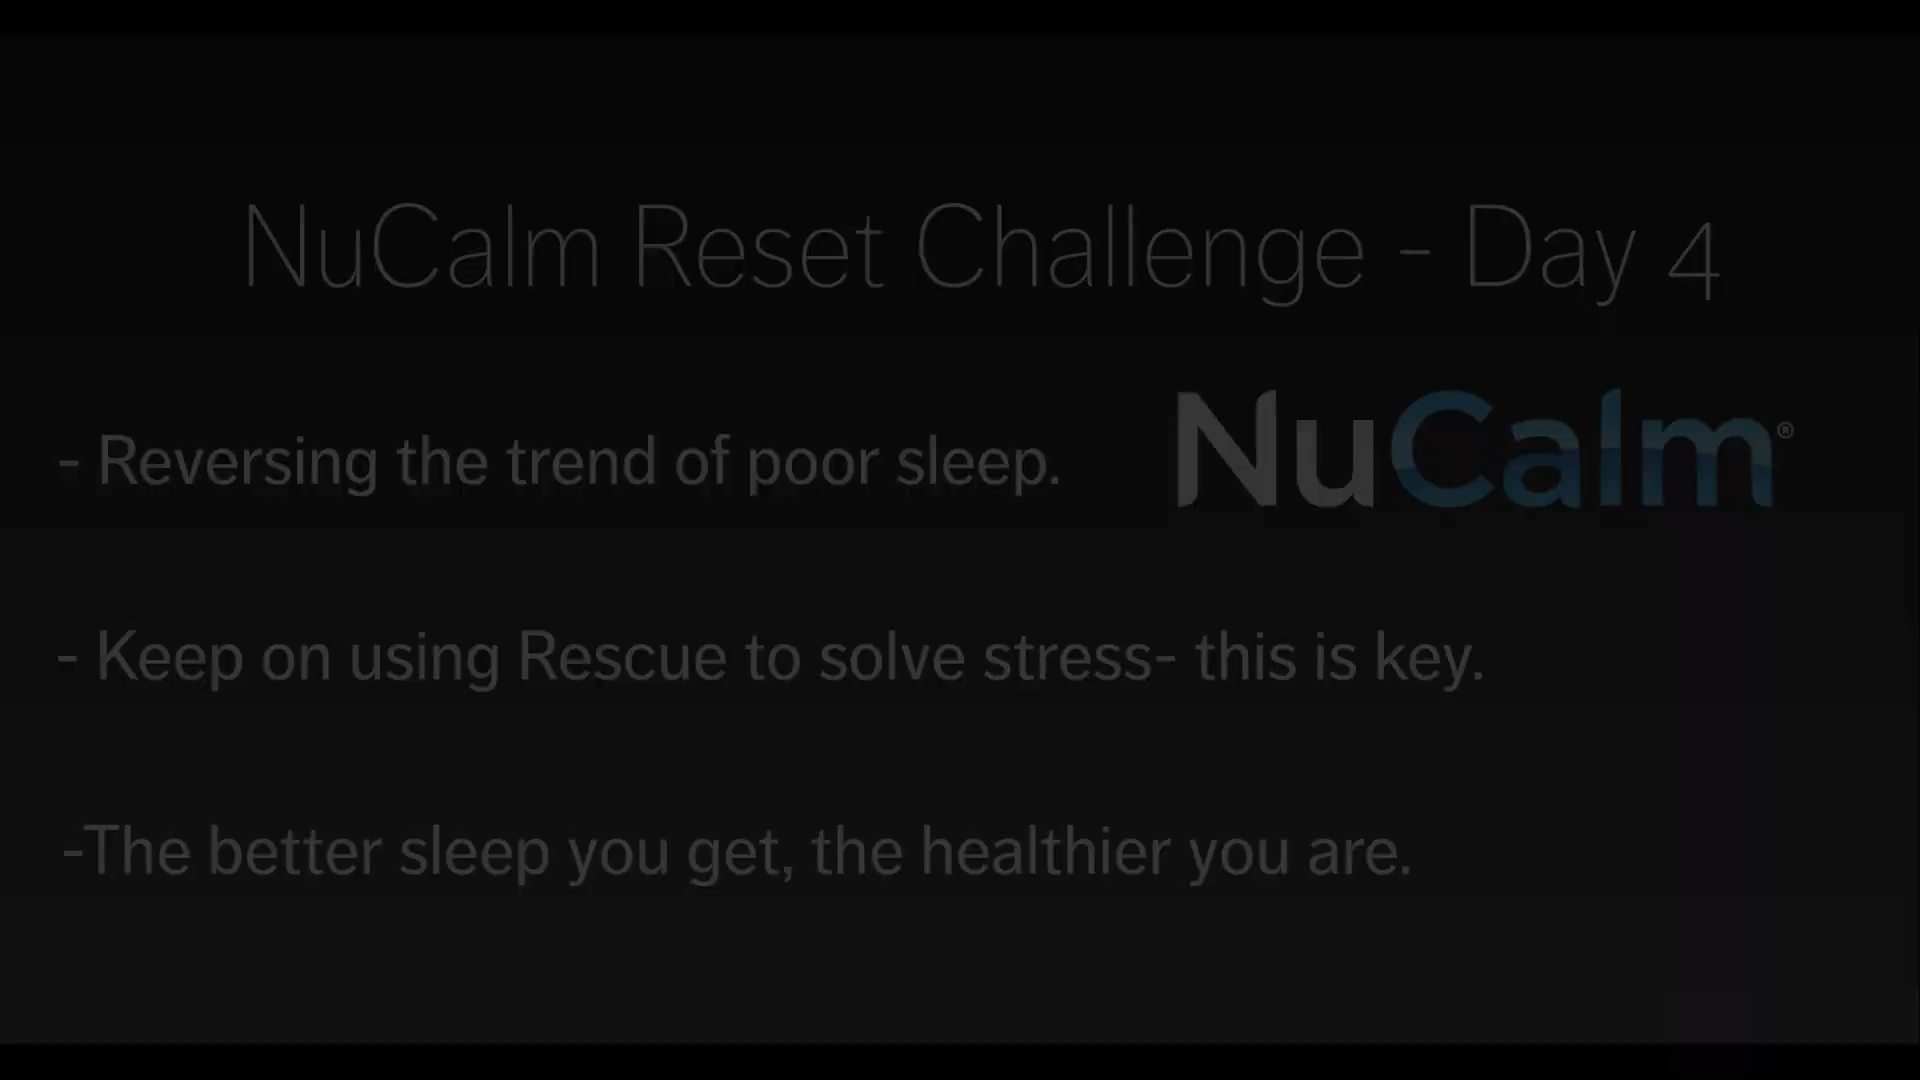 NuCalm Reset Challenge - Day 4
- Reversing the trend of poor sleep.
NuCalm®
- Keep on using Rescue to solve stress- this is key.
-The better sleep you get, the healthier you are.